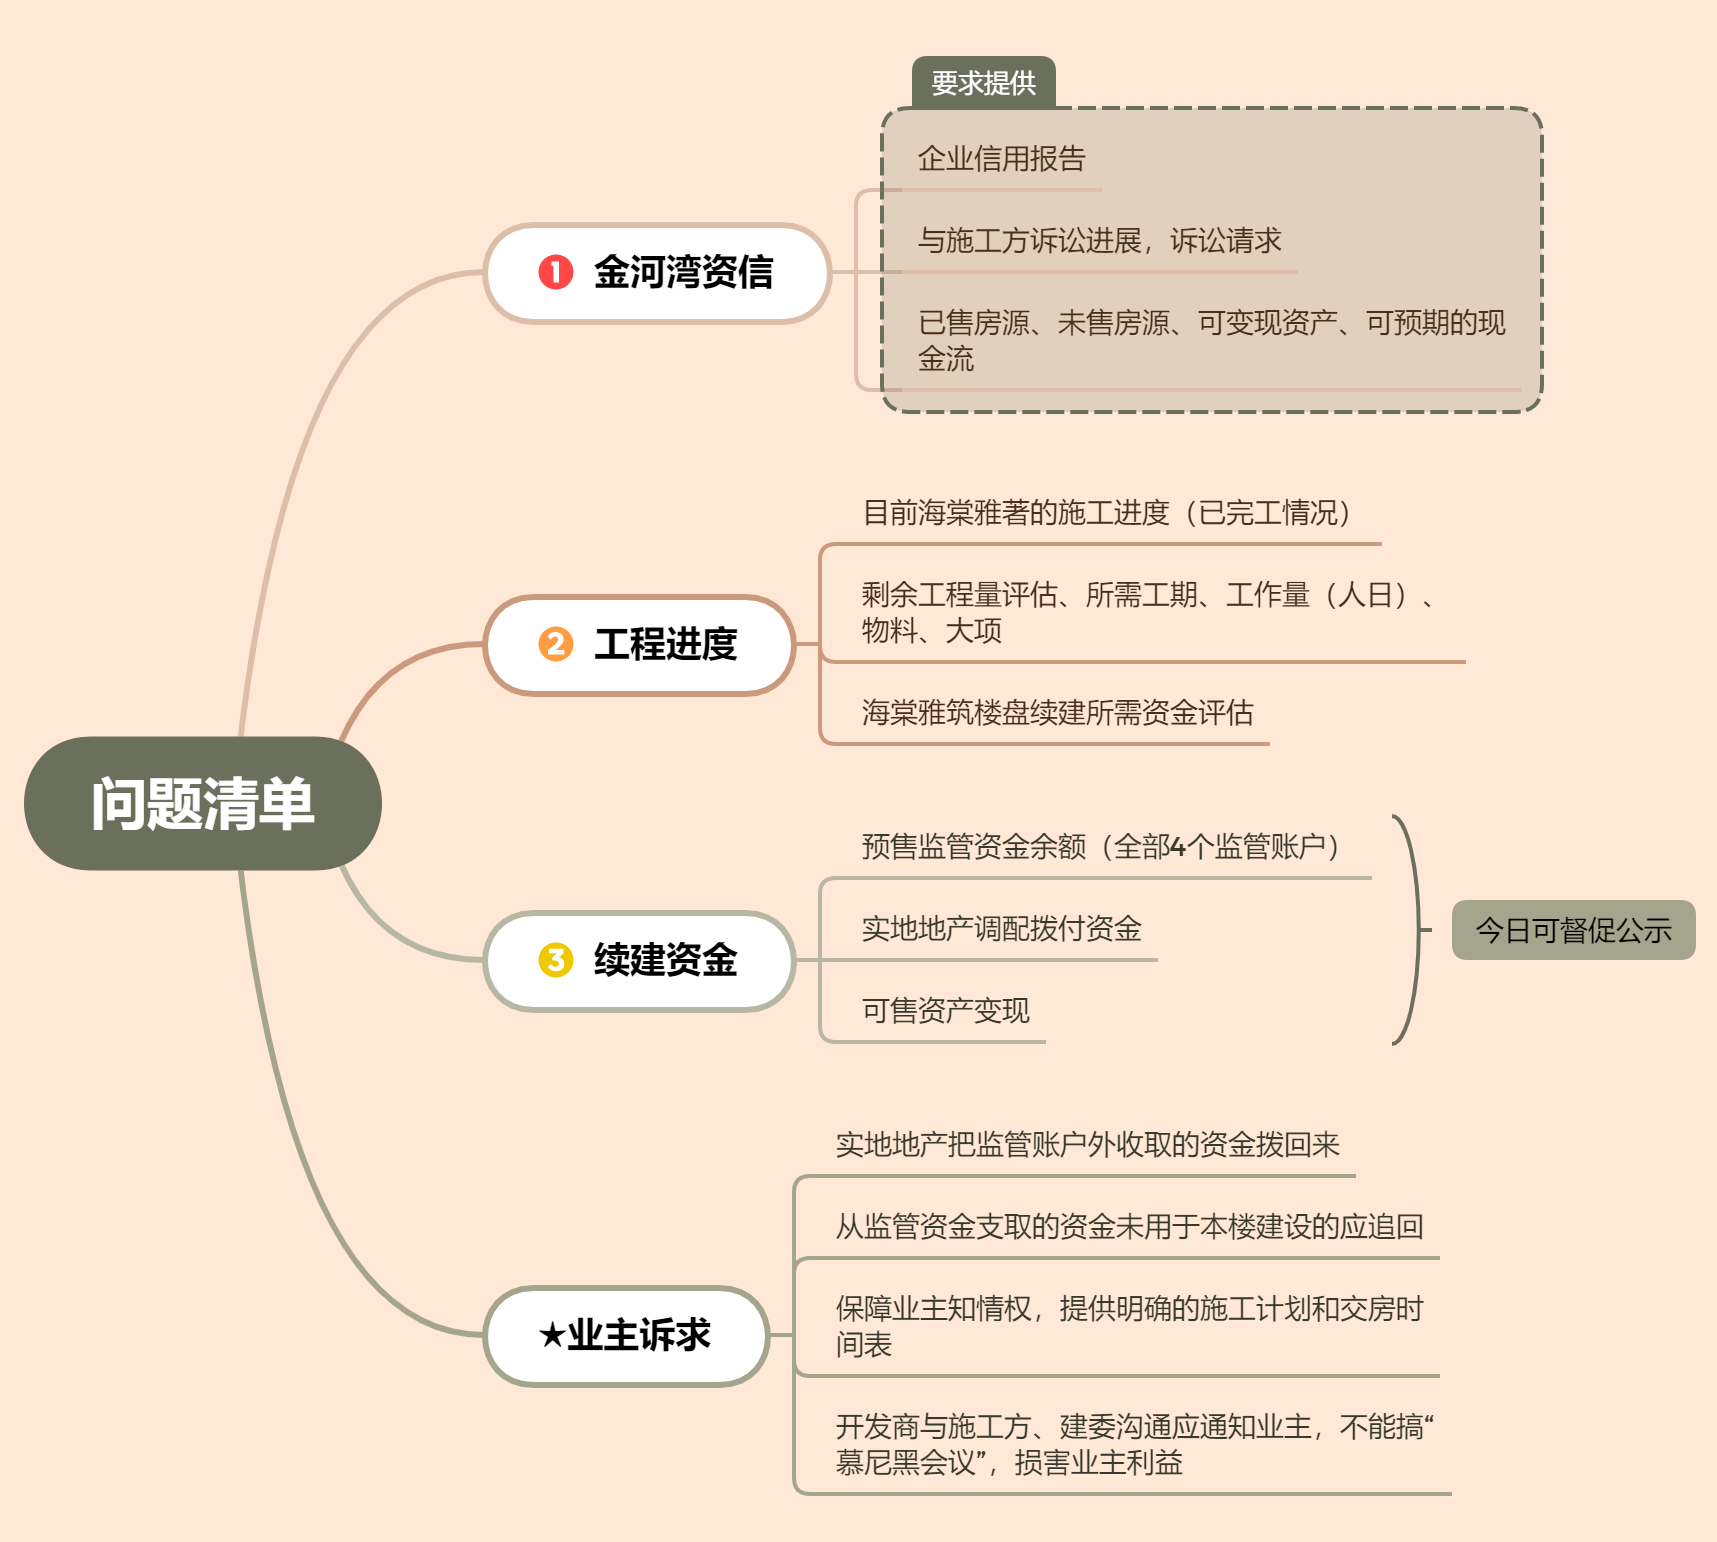 要求提供
企业信用报告
与施工方诉讼进展，诉讼请求
已售房源、未售房源、可变现资产、可预期的现
金流
❶ 金河湾资信
目前海棠雅著的施工进度（已完工情况）
剩余工程量评估、所需工期、工作量（人日）、
物料、大项
海棠雅筑楼盘续建所需资金评估
❷ 工程进度
问题清单
预售监管资金余额（全部4个监管账户）
实地地产调配拨付资金
可售资产变现
❸ 续建资金
今日可督促公示
实地地产把监管账户外收取的资金拨回来
从监管资金支取的资金未用于本楼建设的应追回
保障业主知情权，提供明确的施工计划和交房时
间表
开发商与施工方、建委沟通应通知业主，不能搞“
慕尼黑会议”，损害业主利益
★业主诉求